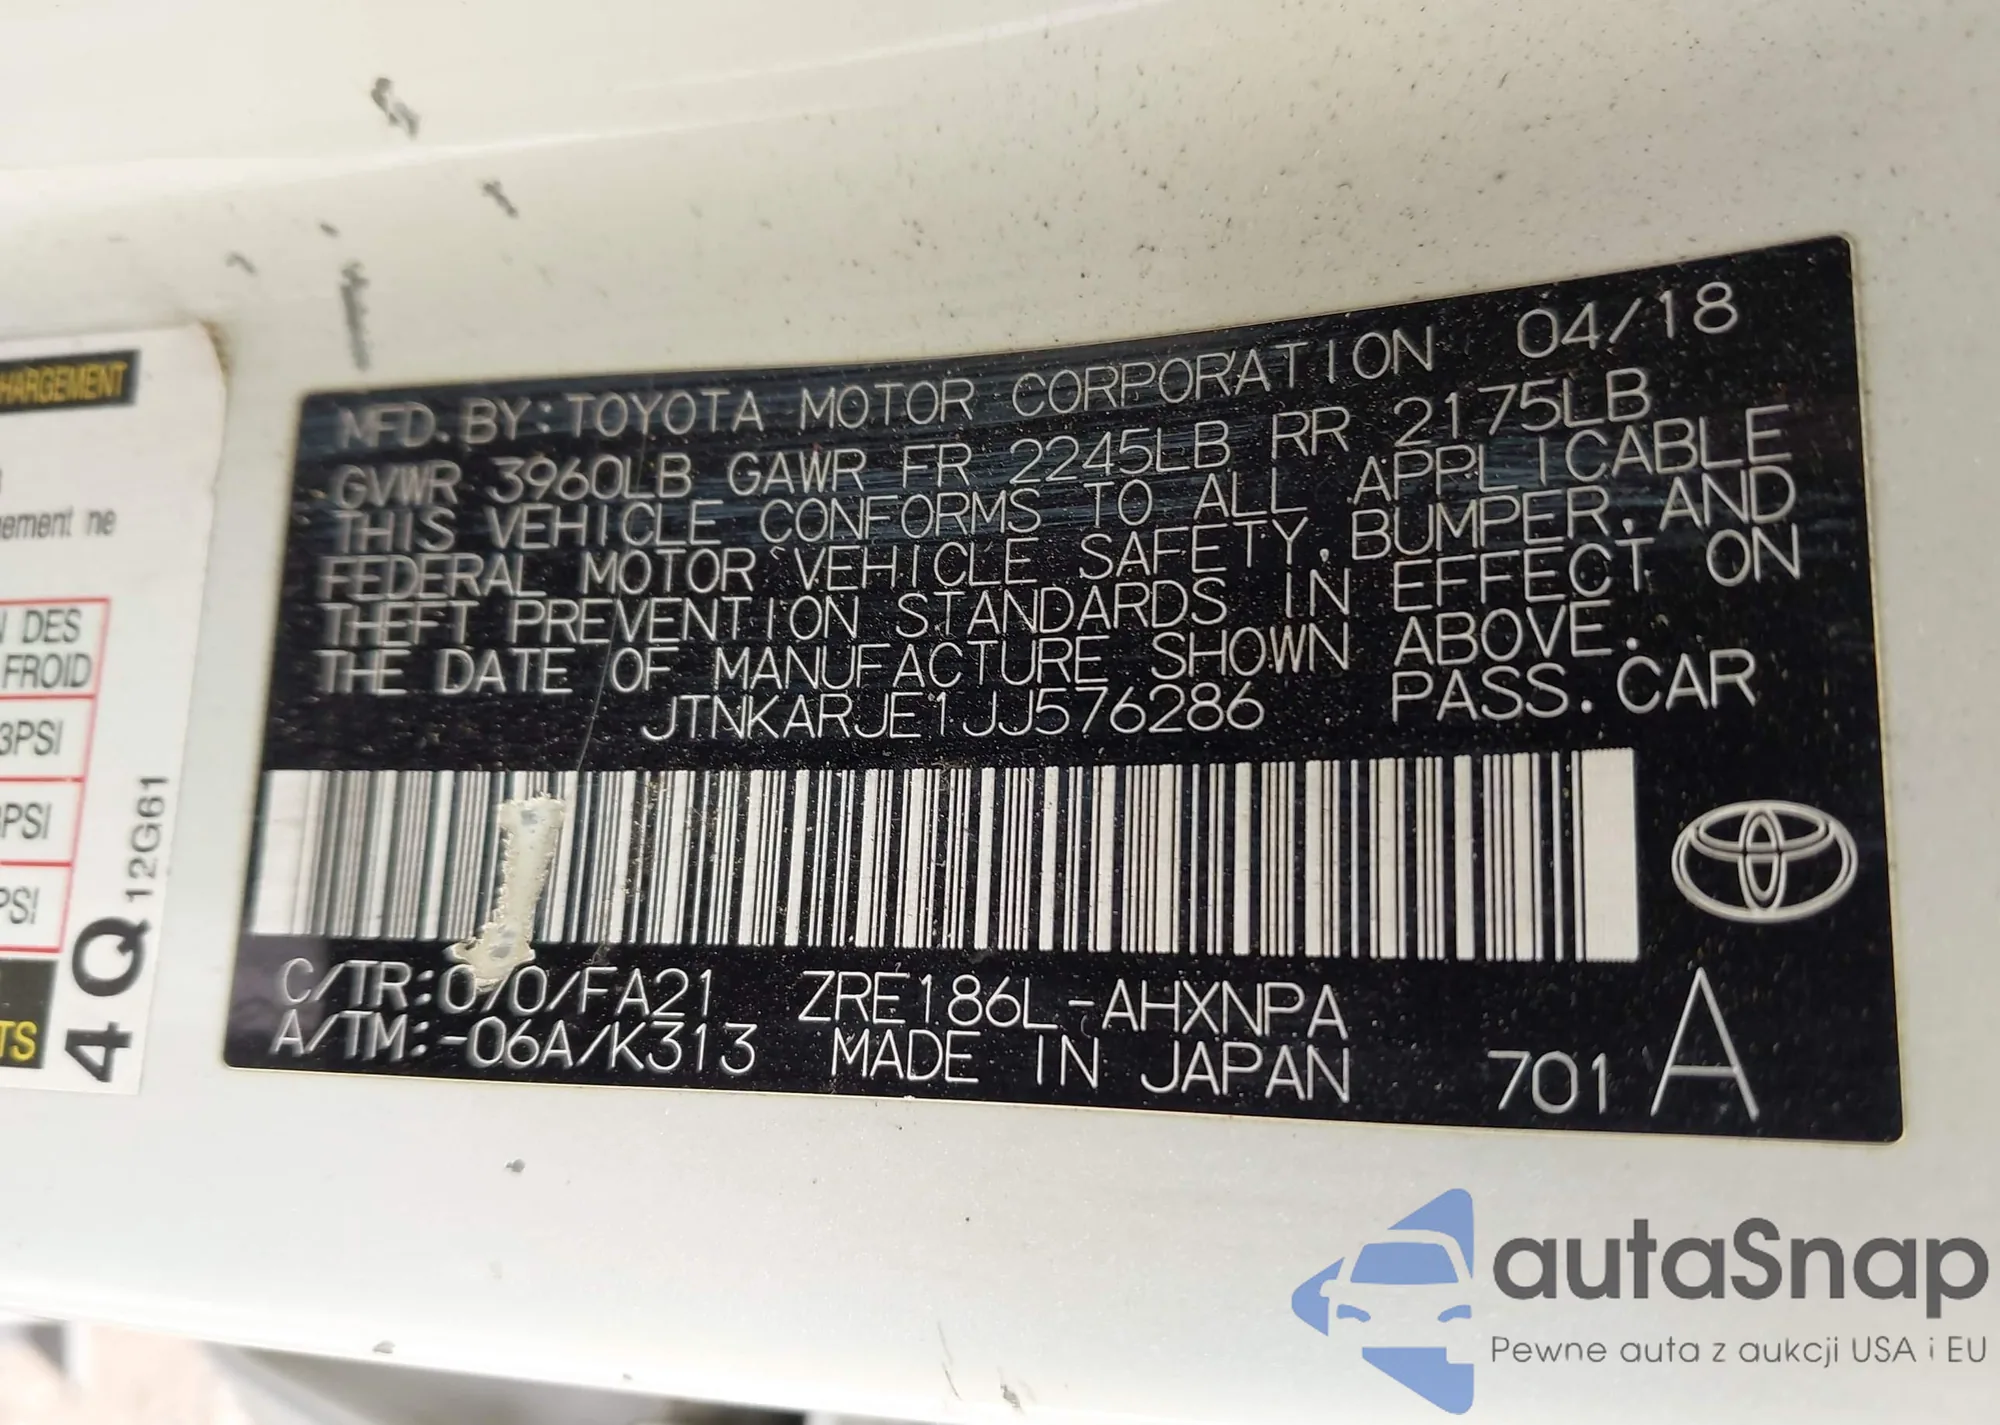 MFD. BY: TOYOTA MOTOR CORPORATION 04/18
GVWR 3960LB GAWR FR 2245LB RR 2175LB
THIS VEHICLE CONFORMS TO ALL APPLICABLE
FEDERAL MOTOR VEHICLE SAFETY, BUMPER, AND
THEFT PREVENTION STANDARDS IN EFFECT ON
THE DATE OF MANUFACTURE SHOWN ABOVE.
JTNKARJE1JJ576286 PASS. CAR
C/TR:0/0/FA21 ZRE186L-AHXNPA
A/TM:-06A/K313 MADE IN JAPAN 701 A
HARGEMENT
gement ne
N DES
FROID
3PSI
PSI
PSI
TS
4Q 12G61
autaSnap
Pewne auta z aukcji USA i EU